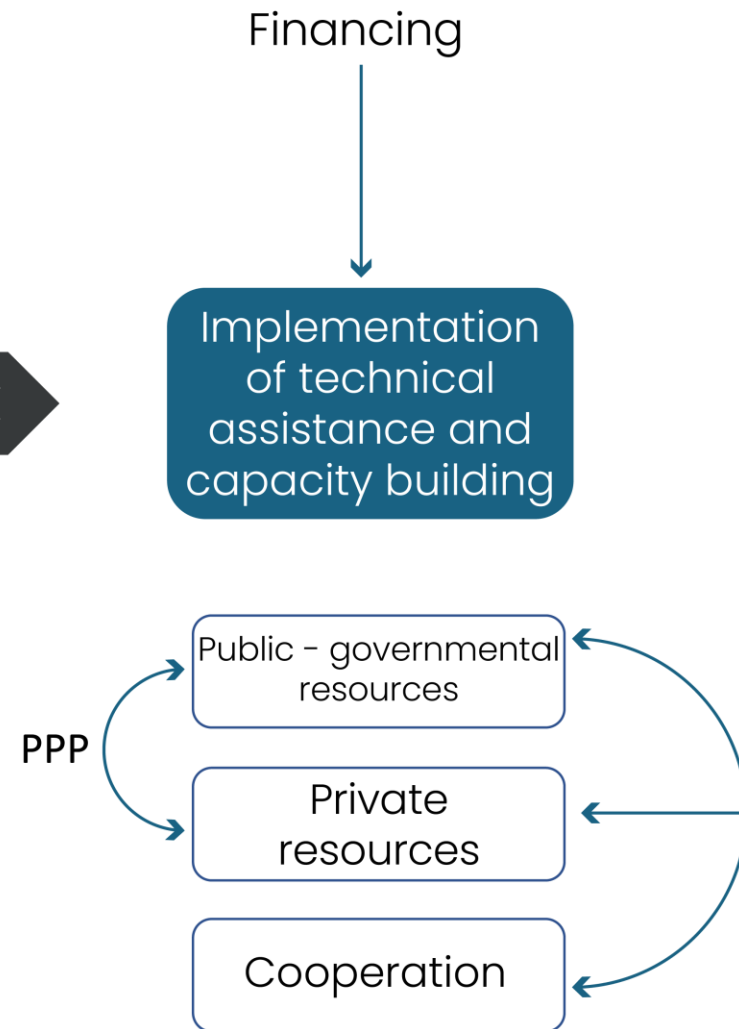 Financing
Implementation
of technical
assistance and
capacity building
Public - governmental
resources
PPP
Private
resources
Cooperation